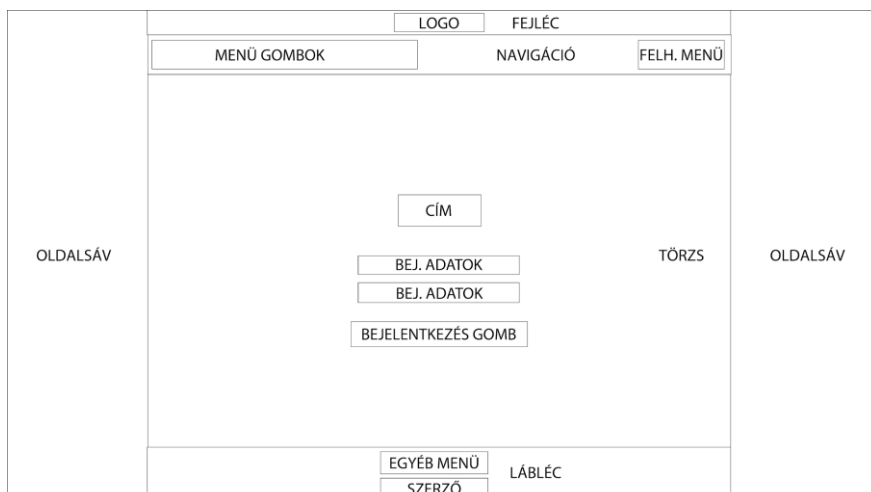 LOGO FEJLÉC
MENÜ GOMBOK NAVIGÁCIÓ FELH. MENÜ
CÍM
OLDALSÁV TÖRZS OLDALSÁV
BEJ. ADATOK
BEJ. ADATOK
BEJELENTKEZÉS GOMB
EGYÉB MENÜ LÁBLÉC
SZERZŐ